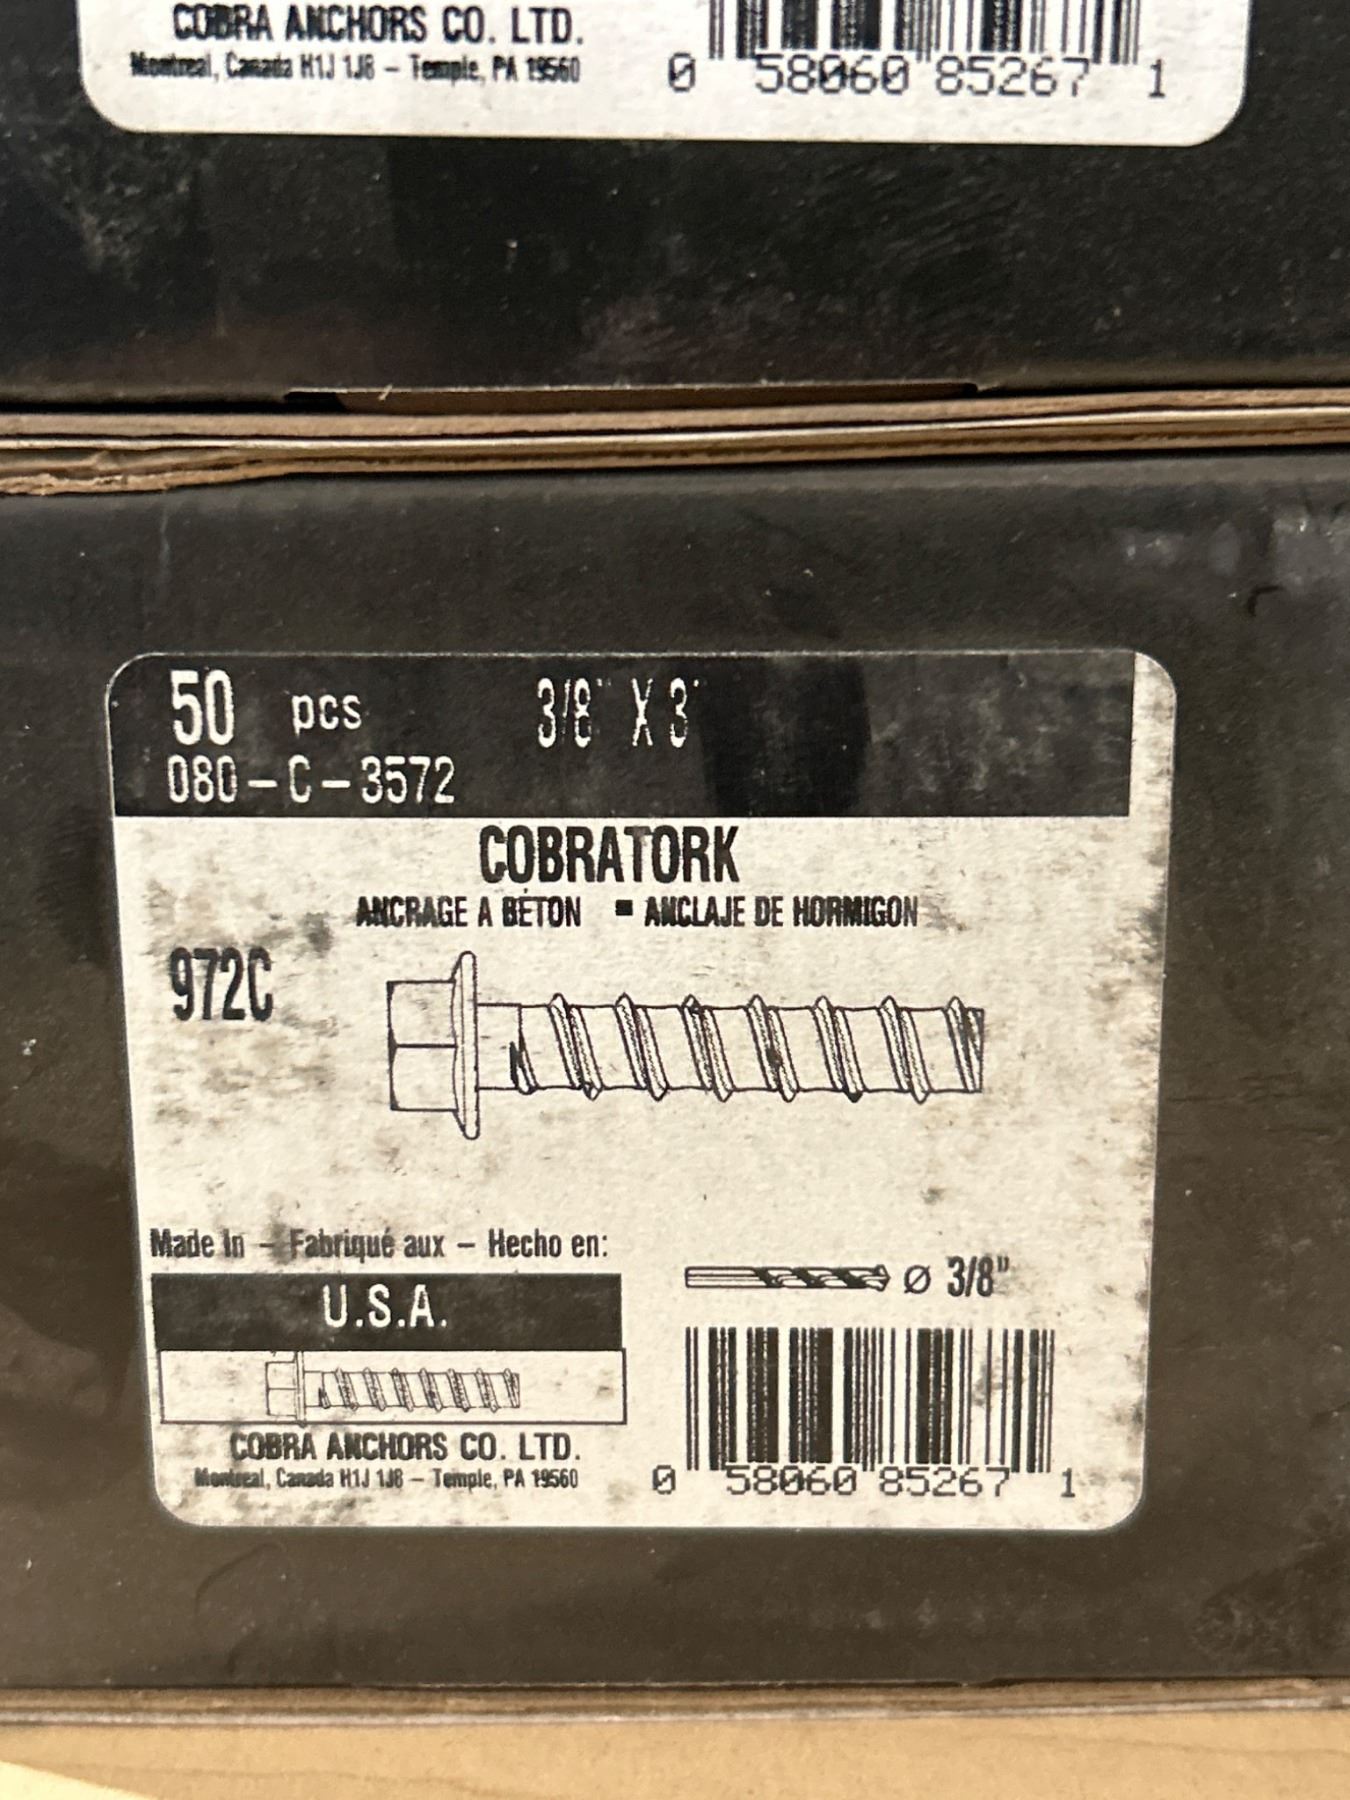 COBRA ANCHORS CO. LTD.
Montreal, Canada H1J 1J8 – Temple, PA 19560
0 58060 85267 1
50 pcs 3/8" X 3"
080-C-3572
COBRATORK
ANCRAGE A BÉTON ■ ANCLAJE DE HORMIGON
972C
Made In – Fabriqué aux – Hecho en:
U.S.A.
Ø 3/8"
COBRA ANCHORS CO. LTD.
Montreal, Canada H1J 1J8 – Temple, PA 19560
0 58060 85267 1